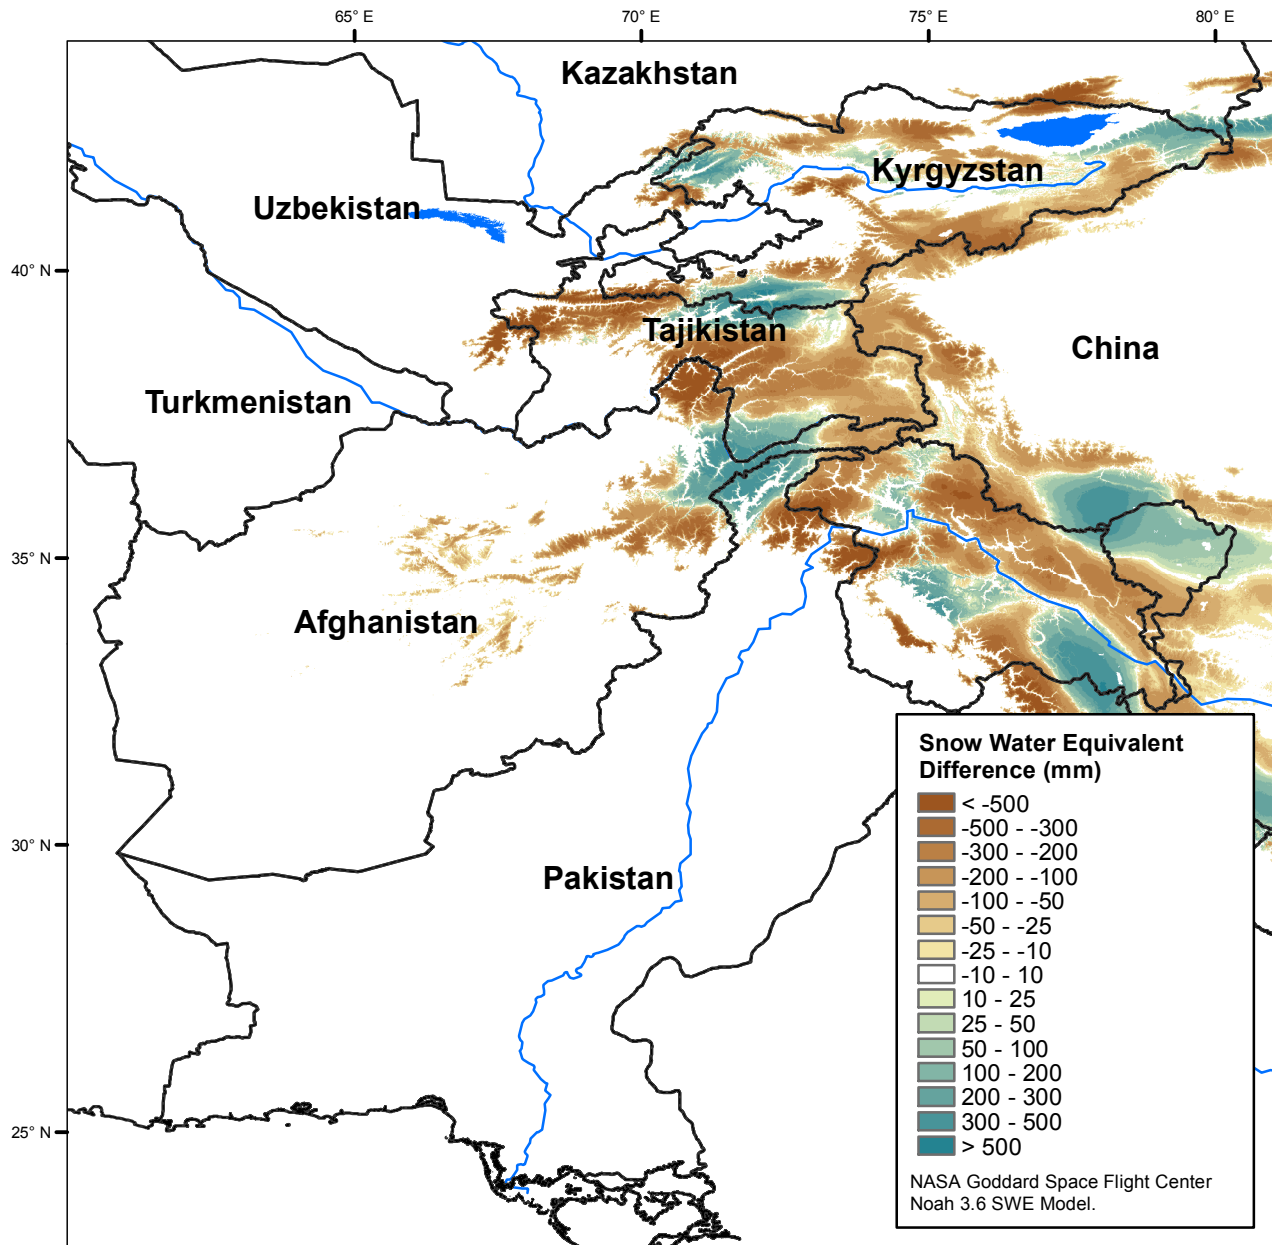 65° E
70° E
75° E
80° E
Kazakhstan
Kyrgyzstan
Uzbekistan
40° N
Tajikistan
China
Turkmenistan
35° N
Afghanistan
Snow Water Equivalent
Difference (mm)
< -500
-500 - -300
-300 - -200
-200 - -100
-100 - -50
-50 - -25
-25 - -10
-10 - 10
10 - 25
25 - 50
50 - 100
100 - 200
200 - 300
300 - 500
> 500
NASA Goddard Space Flight Center
Noah 3.6 SWE Model.
30° N
Pakistan
25° N